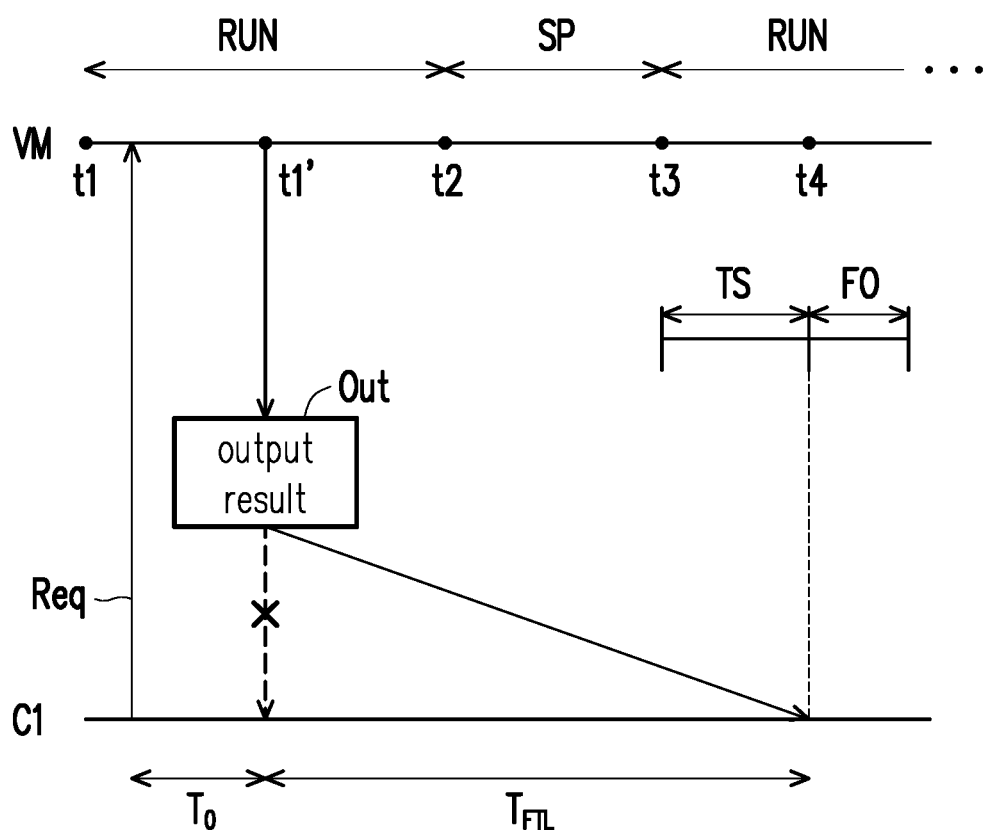 RUN SP RUN ...
VM
t1 t1' t2 t3 t4
TS FO
Out
output
result
Req
C1
T0 TFTL